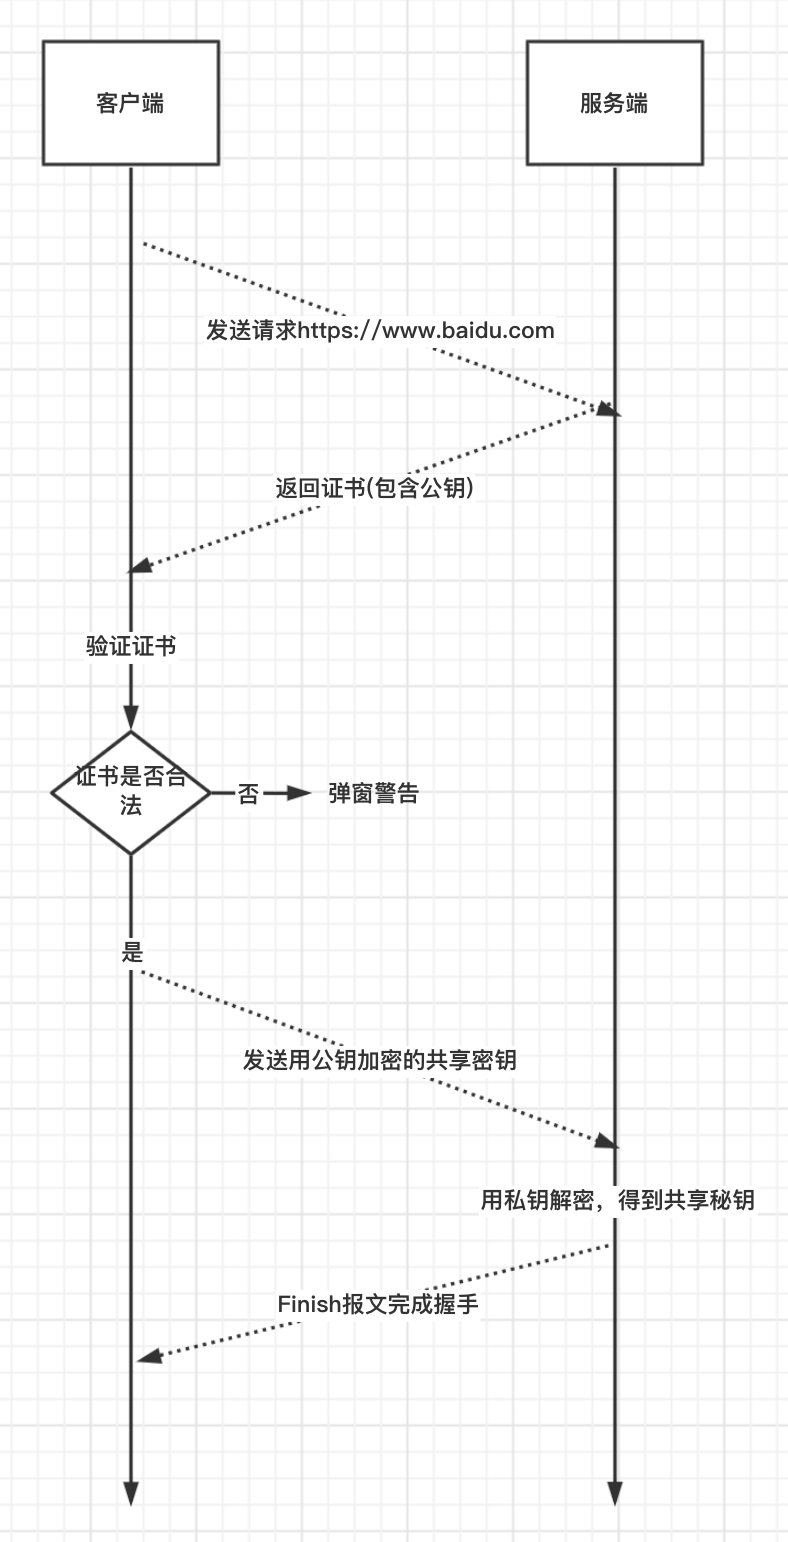 客户端
服务端
发送请求https://www.baidu.com
返回证书(包含公钥)
验证证书
证书是否合
法
否
弹窗警告
是
发送用公钥加密的共享密钥
用私钥解密，得到共享秘钥
Finish报文完成握手